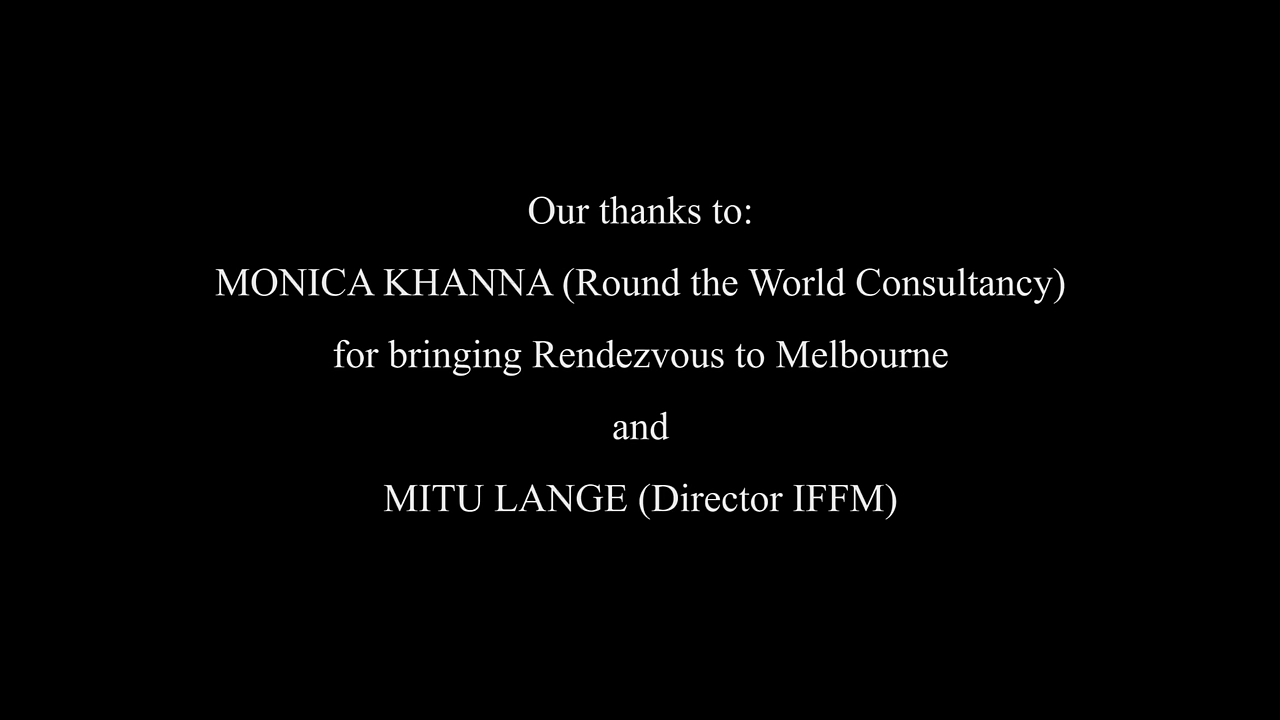 Our thanks to:
MONICA KHANNA (Round the World Consultancy)
for bringing Rendezvous to Melbourne
and
MITU LANGE (Director IFFM)